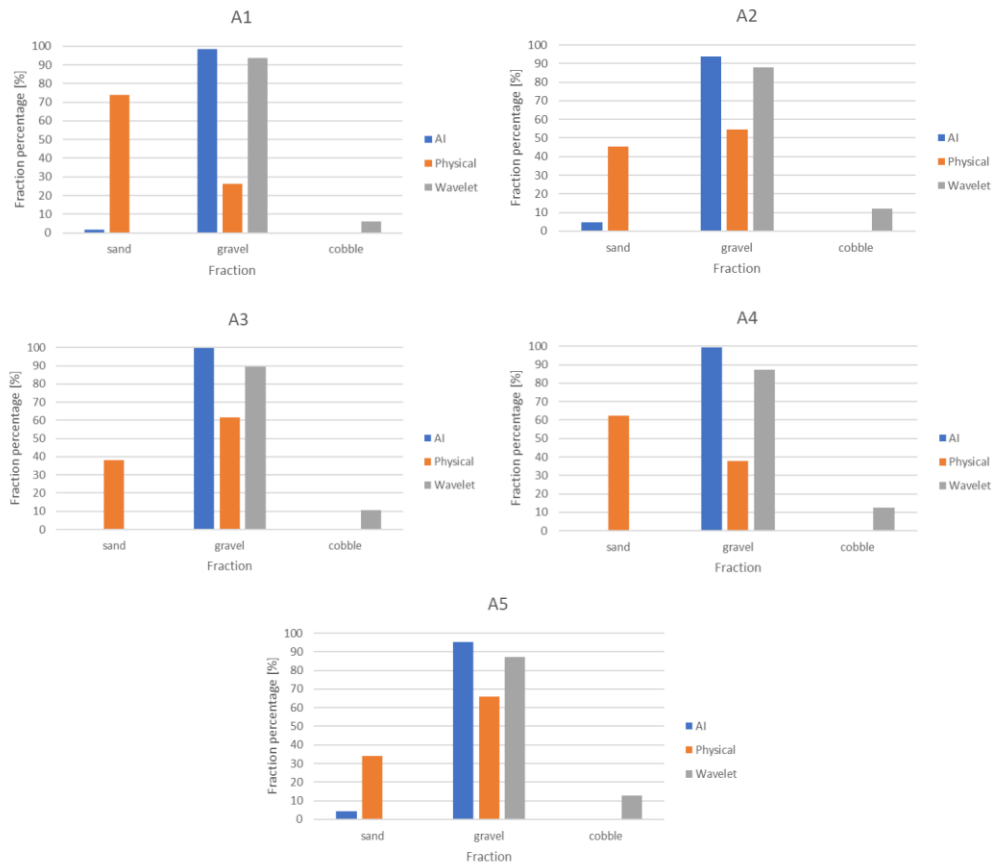 A1
Fraction percentage [%]
100
90
80
70
60
50
40
30
20
10
0
sand gravel cobble
Fraction
AI
Physical
Wavelet
A2
Fraction percentage [%]
100
90
80
70
60
50
40
30
20
10
0
sand gravel cobble
Fraction
AI
Physical
Wavelet
A3
Fraction percentage [%]
100
90
80
70
60
50
40
30
20
10
0
sand gravel cobble
Fraction
AI
Physical
Wavelet
A4
Fraction percentage [%]
100
90
80
70
60
50
40
30
20
10
0
sand gravel cobble
Fraction
AI
Physical
Wavelet
A5
Fraction percentage [%]
100
90
80
70
60
50
40
30
20
10
0
sand gravel cobble
Fraction
AI
Physical
Wavelet